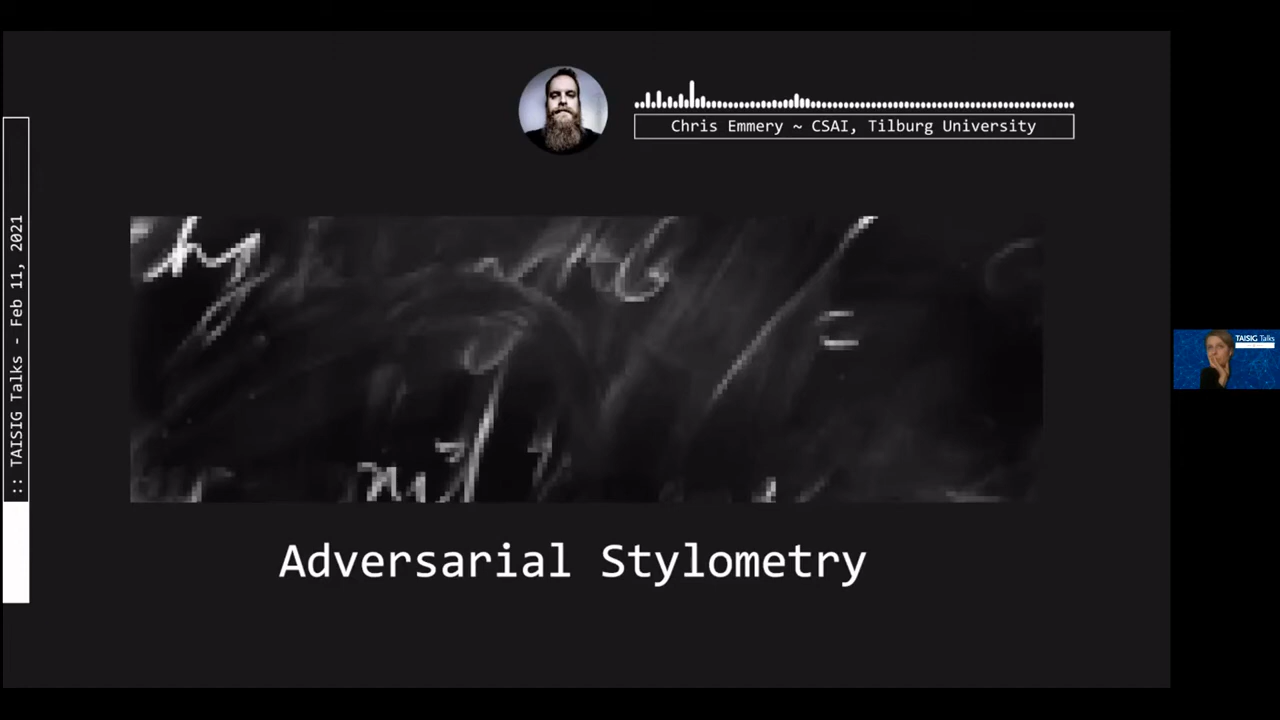 Chris Emmery ~ CSAI, Tilburg University
:: TAISIG Talks - Feb 11, 2021
TAISIG Talks
Adversarial Stylometry